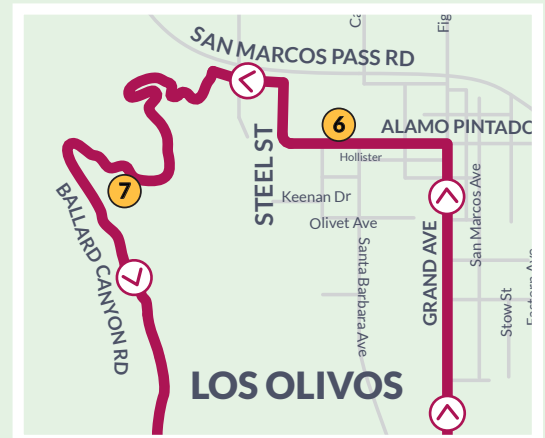 Fig
SAN MARCOS PASS RD
6
ALAMO PINTADO
Hollister
7
STEEL ST
Keenan Dr
Olivet Ave
BALLARD CANYON RD
Santa Barbara Ave
GRAND AVE
San Marcos Ave
Stow St
LOS OLIVOS